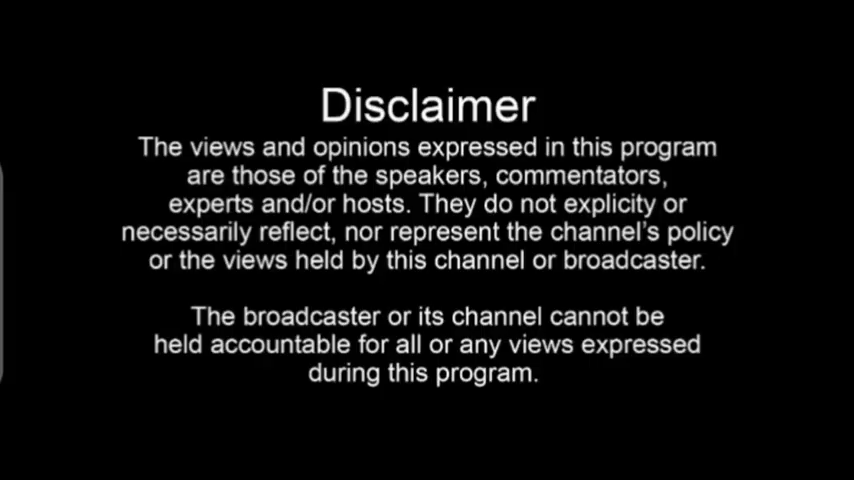 Disclaimer
The views and opinions expressed in this program
are those of the speakers, commentators,
experts and/or hosts. They do not explicity or
necessarily reflect, nor represent the channel's policy
or the views held by this channel or broadcaster.
The broadcaster or its channel cannot be
held accountable for all or any views expressed
during this program.